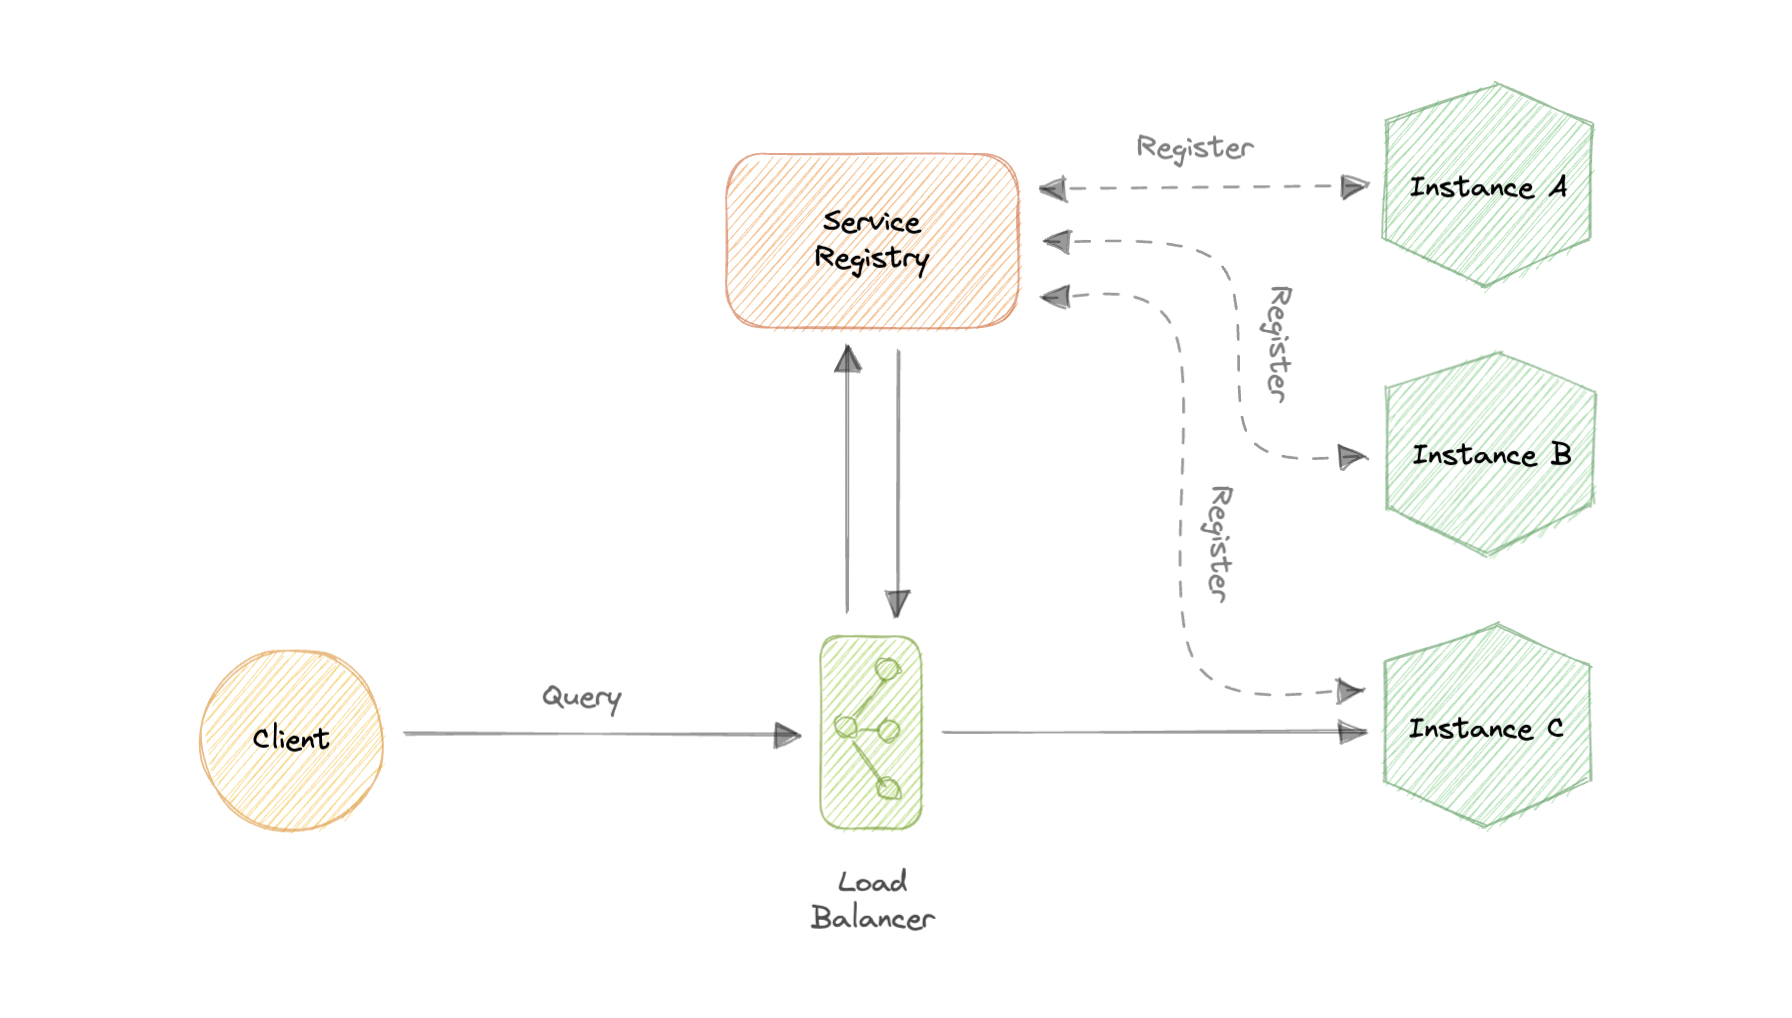 Register
Instance A
Service
Registry
Register
Instance B
Register
Query
Client
Instance C
Load
Balancer